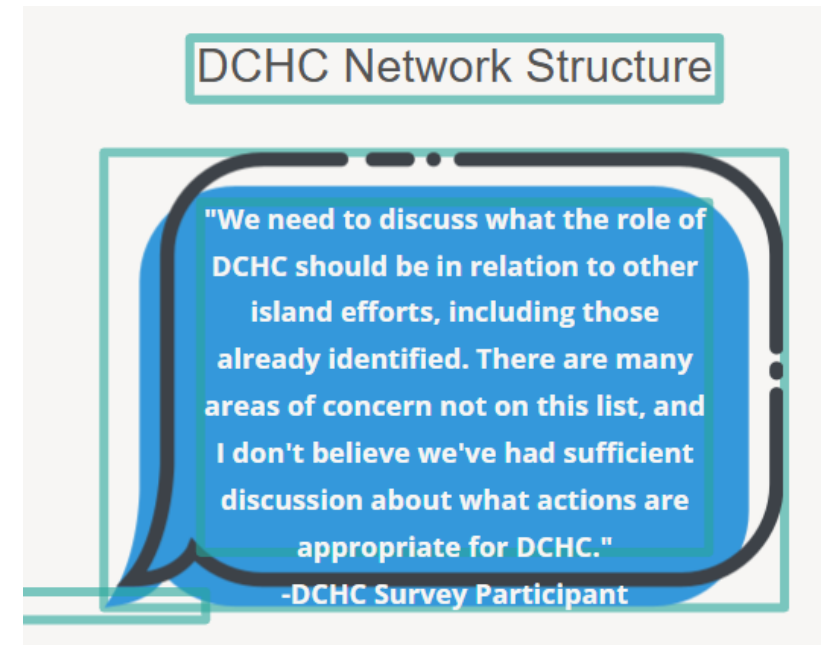 DCHC Network Structure
"We need to discuss what the role of
DCHC should be in relation to other
island efforts, including those
already identified. There are many
areas of concern not on this list, and
I don't believe we've had sufficient
discussion about what actions are
appropriate for DCHC."
-DCHC Survey Participant